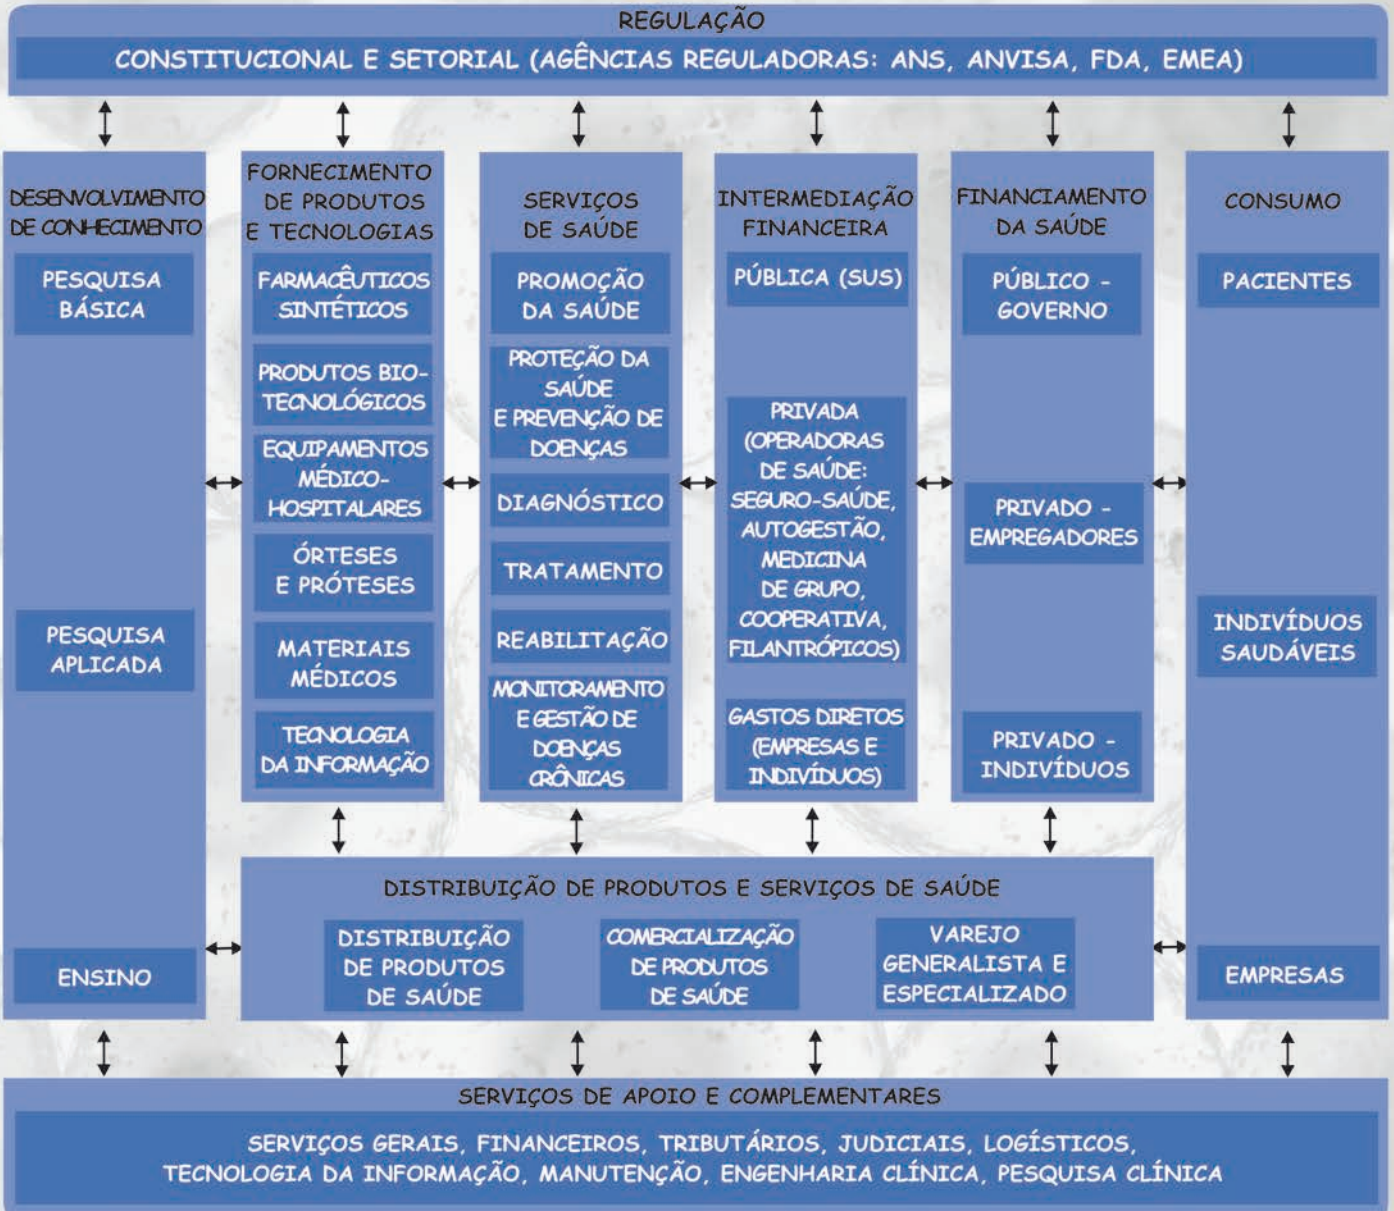 REGULAÇÃO
CONSTITUCIONAL E SETORIAL (AGÊNCIAS REGULADORAS: ANS, ANVISA, FDA, EMEA)
DESENVOLVIMENTO
DE CONHECIMENTO
PESQUISA
BÁSICA
PESQUISA
APLICADA
ENSINO
FORNECIMENTO
DE PRODUTOS
E TECNOLOGIAS
FARMACÊUTICOS
SINTÉTICOS
PRODUTOS BIO-
TECNOLÓGICOS
EQUIPAMENTOS
MÉDICO-
HOSPITALARES
ÓRTESES
E PRÓTESES
MATERIAIS
MÉDICOS
TECNOLOGIA
DA INFORMAÇÃO
SERVIÇOS
DE SAÚDE
PROMOÇÃO
DA SAÚDE
PROTEÇÃO DA
SAÚDE
E PREVENÇÃO DE
DOENÇAS
DIAGNÓSTICO
TRATAMENTO
REABILITAÇÃO
MONITORAMENTO
E GESTÃO DE
DOENÇAS
CRÔNICAS
INTERMEDIAÇÃO
FINANCEIRA
PÚBLICA (SUS)
PRIVADA
(OPERADORAS
DE SAÚDE:
SEGURO-SAÚDE,
AUTOGESTÃO,
MEDICINA
DE GRUPO,
COOPERATIVA,
FILANTRÓPICOS)
GASTOS DIRETOS
(EMPRESAS E
INDIVÍDUOS)
FINANCIAMENTO
DA SAÚDE
PÚBLICO -
GOVERNO
PRIVADO -
EMPREGADORES
PRIVADO -
INDIVÍDUOS
CONSUMO
PACIENTES
INDIVÍDUOS
SAUDÁVEIS
EMPRESAS
DISTRIBUIÇÃO DE PRODUTOS E SERVIÇOS DE SAÚDE
DISTRIBUIÇÃO
DE PRODUTOS
DE SAÚDE
COMERCIALIZAÇÃO
DE PRODUTOS
DE SAÚDE
VAREJO
GENERALISTA E
ESPECIALIZADO
SERVIÇOS DE APOIO E COMPLEMENTARES
SERVIÇOS GERAIS, FINANCEIROS, TRIBUTÁRIOS, JUDICIAIS, LOGÍSTICOS,
TECNOLOGIA DA INFORMAÇÃO, MANUTENÇÃO, ENGENHARIA CLÍNICA, PESQUISA CLÍNICA